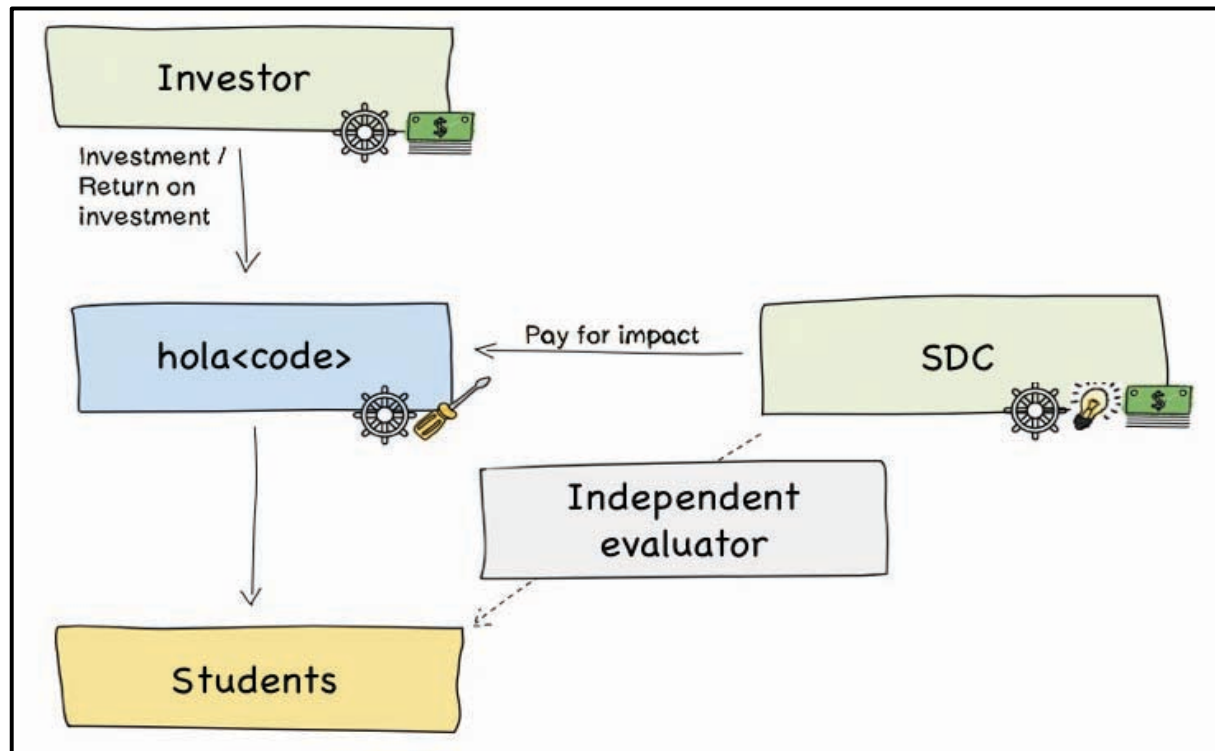 Investor
$
Investment /
Return on
investment
hola<code>
Pay for impact
SDC
$
Independent
evaluator
Students